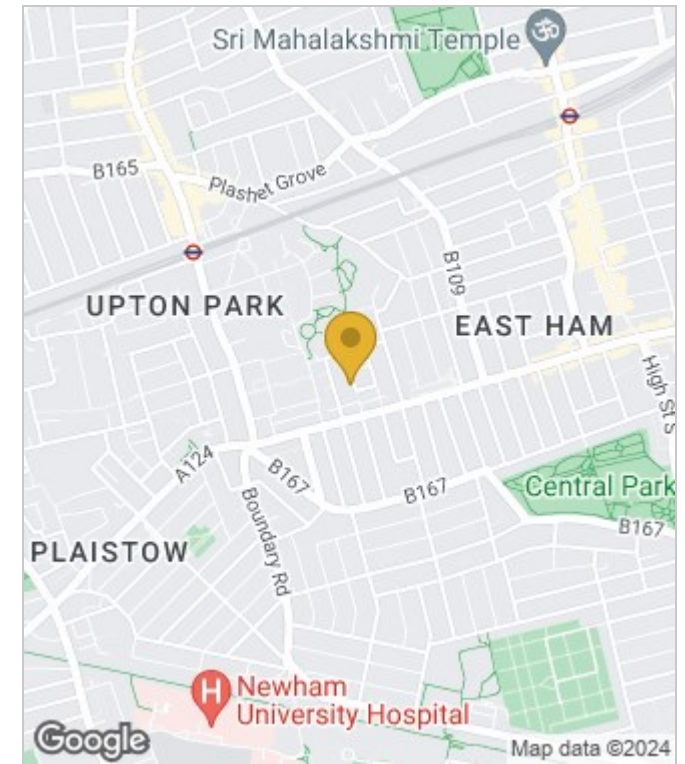 Sri Mahalakshmi Temple
B165
Plashet Grove
B109
UPTON PARK
EAST HAM
High St S
A124
B167
B167
Central Park
B167
PLAISTOW
Boundary Rd
H
Newham
University Hospital
Google
Map data ©2024